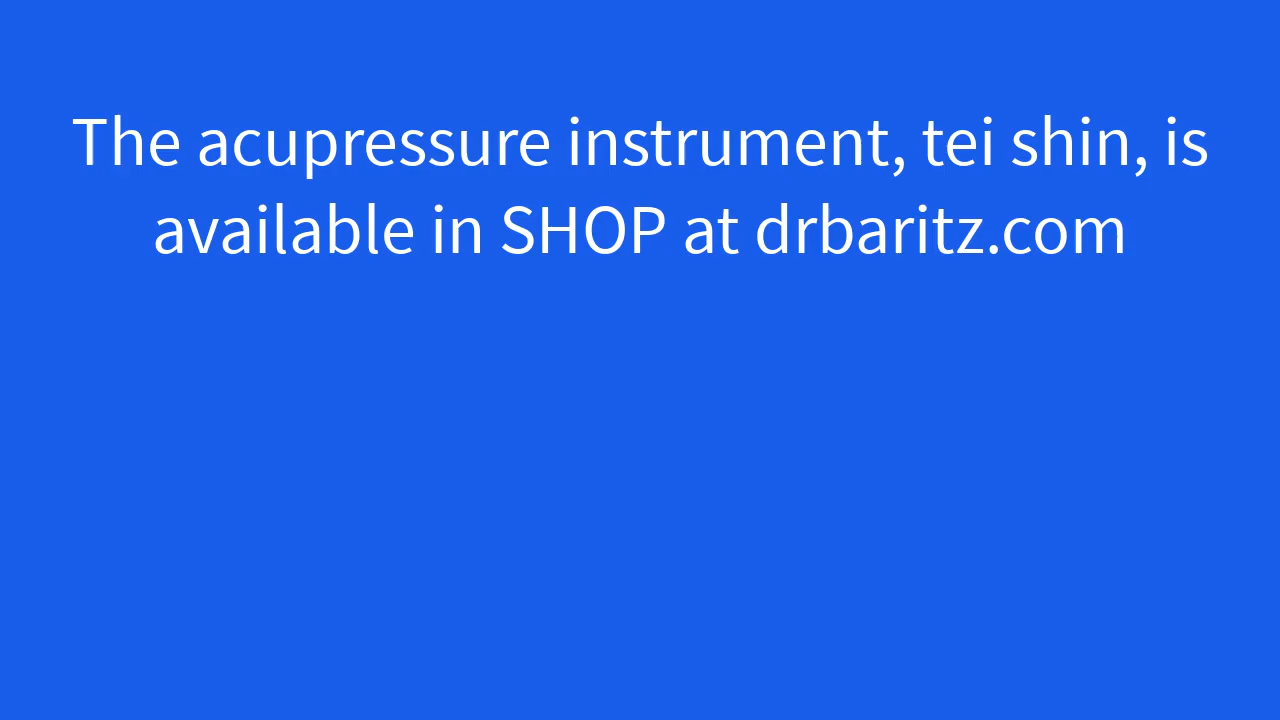 The acupressure instrument, tei shin, is
available in SHOP at drbaritz.com